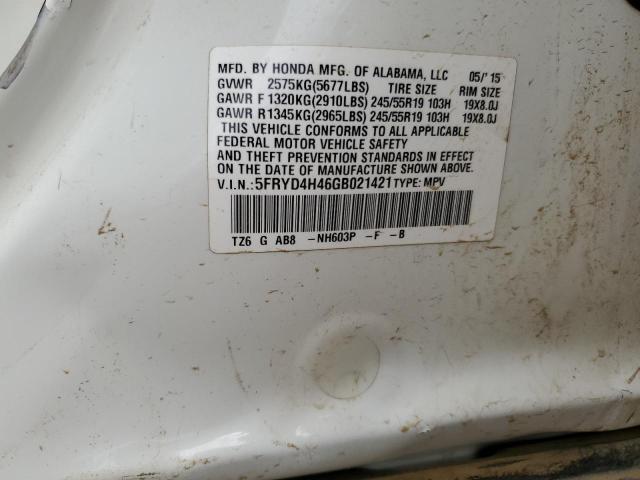 MFD. BY HONDA MFG. OF ALABAMA, LLC 05/'15
GVWR 2575KG(5677LBS) TIRE SIZE RIM SIZE
GAWR F 1320KG(2910LBS) 245/55R19 103H 19X8.0J
GAWR R1345KG(2965LBS) 245/55R19 103H 19X8.0J
THIS VEHICLE CONFORMS TO ALL APPLICABLE
FEDERAL MOTOR VEHICLE SAFETY
AND THEFT PREVENTION STANDARDS IN EFFECT
ON THE DATE OF MANUFACTURE SHOWN ABOVE.
V.I.N.:5FRYD4H46GB021421 TYPE: MPV
TZ6 G AB8 -NH603P -F -B